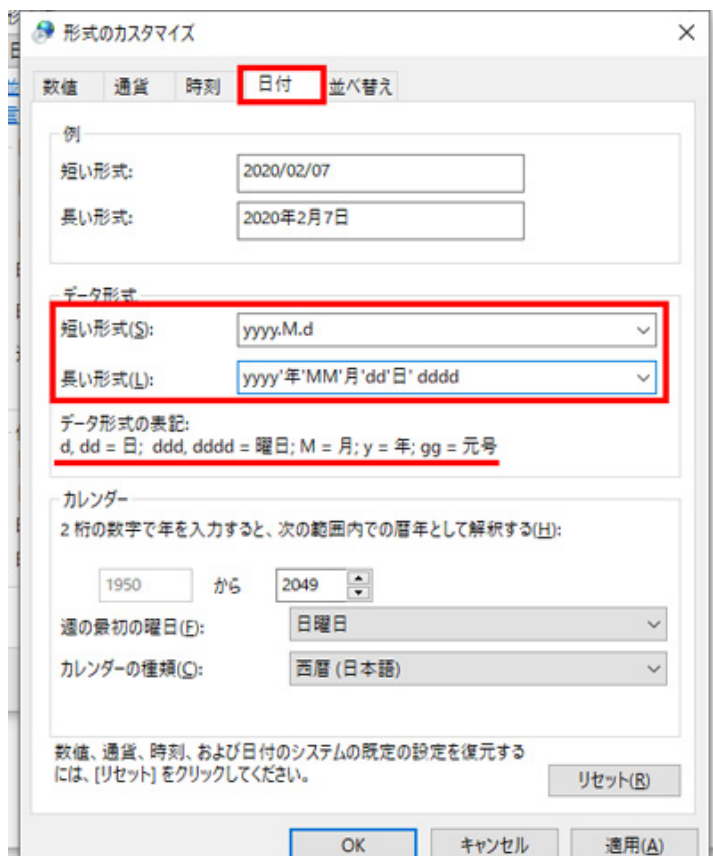 形式のカスタマイズ
数値 通貨 時刻 日付 並べ替え
例
短い形式: 2020/02/07
長い形式: 2020年2月7日
データ形式
短い形式(S): yyyy.M.d
長い形式(L): yyyy'年'MM'月'dd'日' dddd
データ形式の表記:
d, dd = 日; ddd, dddd = 曜日; M = 月; y = 年; gg = 元号
カレンダー
2 桁の数字で年を入力すると、次の範囲内での暦年として解釈する(H):
1950 から 2049
週の最初の曜日(F): 日曜日
カレンダーの種類(C): 西暦 (日本語)
数値、通貨、時刻、および日付のシステムの既定の設定を復元する
には、[リセット] をクリックしてください。
リセット(R)
OK キャンセル 適用(A)